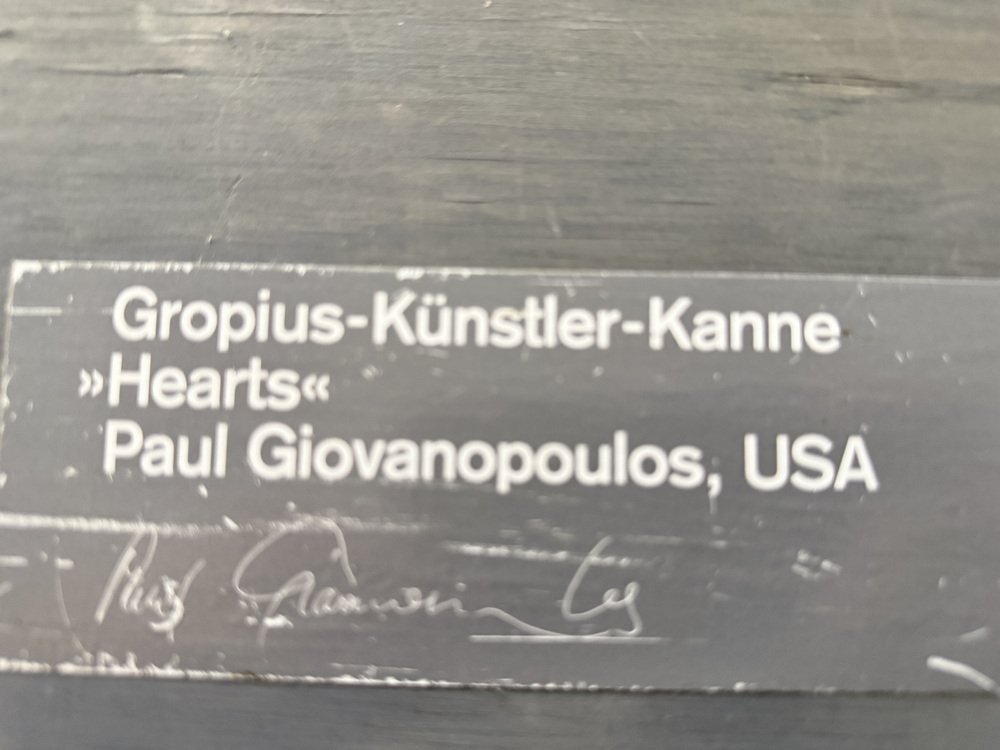 Gropius-Künstler-Kanne
»Hearts«
Paul Giovanopoulos, USA